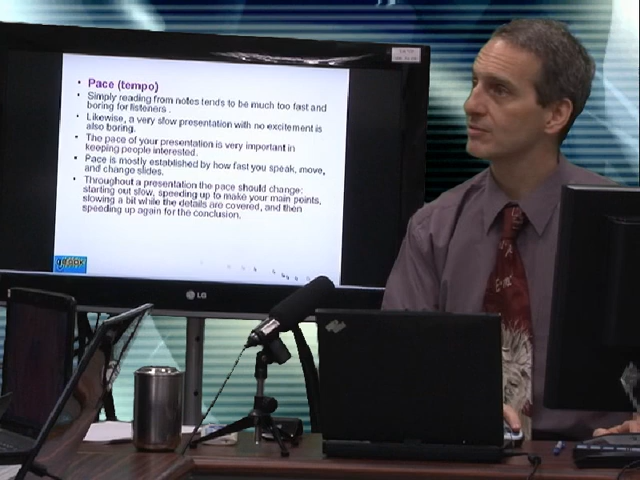 Pace (tempo)
Simply reading from notes tends to be much too fast and
boring for listeners .
Likewise, a very slow presentation with no excitement is
also boring.
The pace of your presentation is very important in
keeping people interested.
Pace is mostly established by how fast you speak, move,
and change slides.
Throughout a presentation the pace should change:
starting out slow, speeding up to make your main points,
slowing a bit while the details are covered, and then
speeding up again for the conclusion.
LG